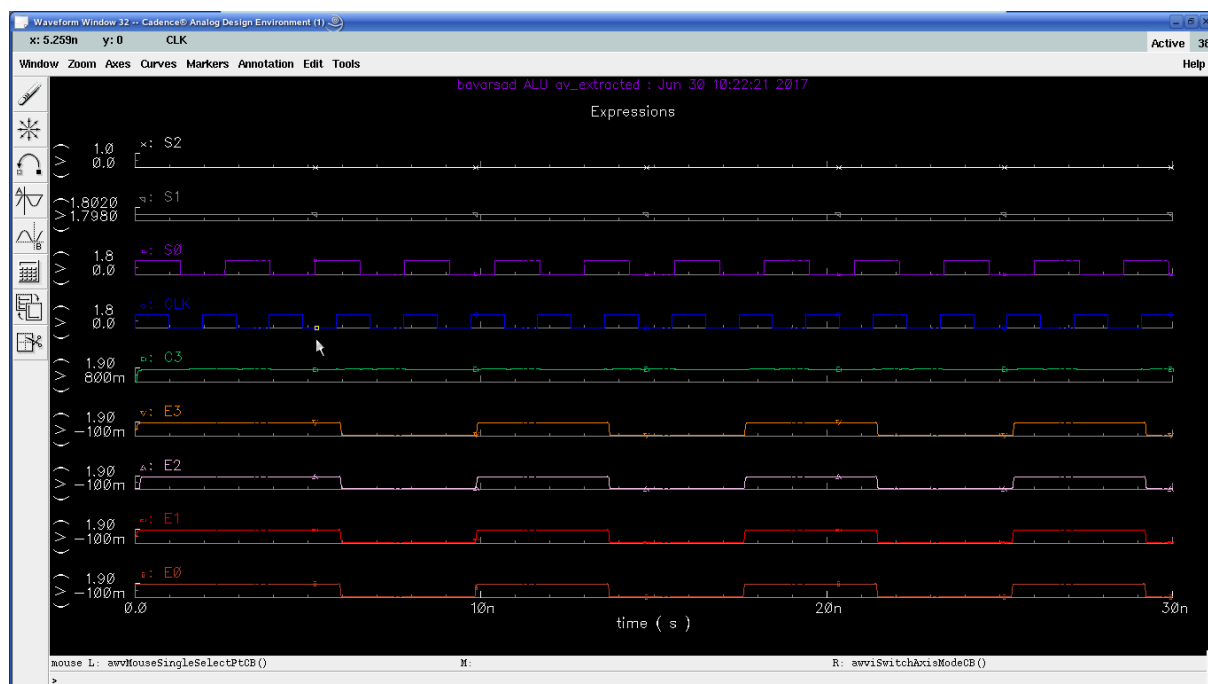 Waveform Window 32 -- Cadence® Analog Design Environment (1)
x: 5.259n y: 0 CLK
Active 38
Window Zoom Axes Curves Markers Annotation Edit Tools Help
bavarsad ALU av_extracted : Jun 30 10:22:21 2017
Expressions
(V) 1.0 0.0 ×: S2
(V) 1.8020 1.7980 S1
(V) 1.8 0.0 S0
(V) 1.8 0.0 CLK
(V) 1.90 800m C3
(V) 1.90 -100m E3
(V) 1.90 -100m E2
(V) 1.90 -100m E1
(V) 1.90 -100m E0
0.0 10n 20n 30n
time ( s )
mouse L: awvMouseSingleSelectPtCB() M: R: awviSwitchAxisModeCB()
>